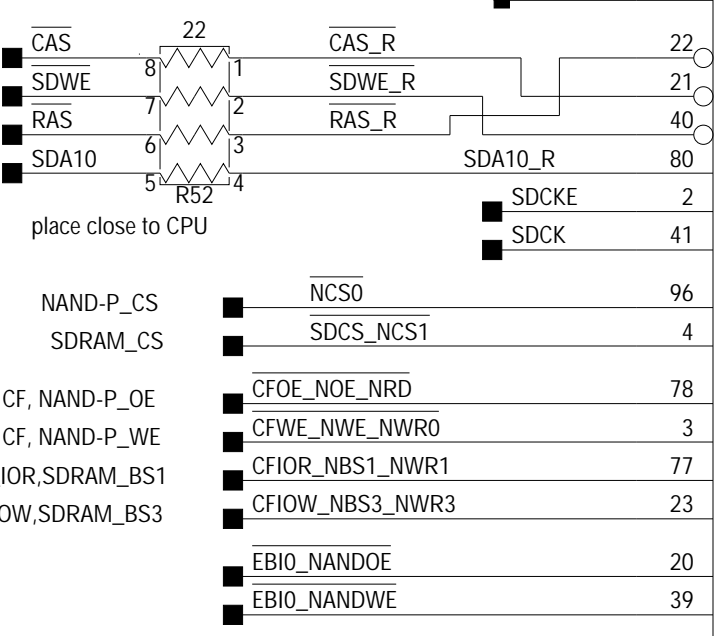 22
CAS
CAS_R
22
8
1
SDWE
SDWE_R
21
7
2
RAS
RAS_R
40
6
3
SDA10
SDA10_R
80
5
R52
4
SDCKE
2
place close to CPU
SDCK
41
NAND-P_CS
NCS0
96
SDRAM_CS
SDCS_NCS1
4
CF, NAND-P_OE
CFOE_NOE_NRD
78
CF, NAND-P_WE
CFWE_NWE_NWR0
3
IOR,SDRAM_BS1
CFIOR_NBS1_NWR1
77
OW,SDRAM_BS3
CFIOW_NBS3_NWR3
23
EBI0_NANDOE
20
EBI0_NANDWE
39